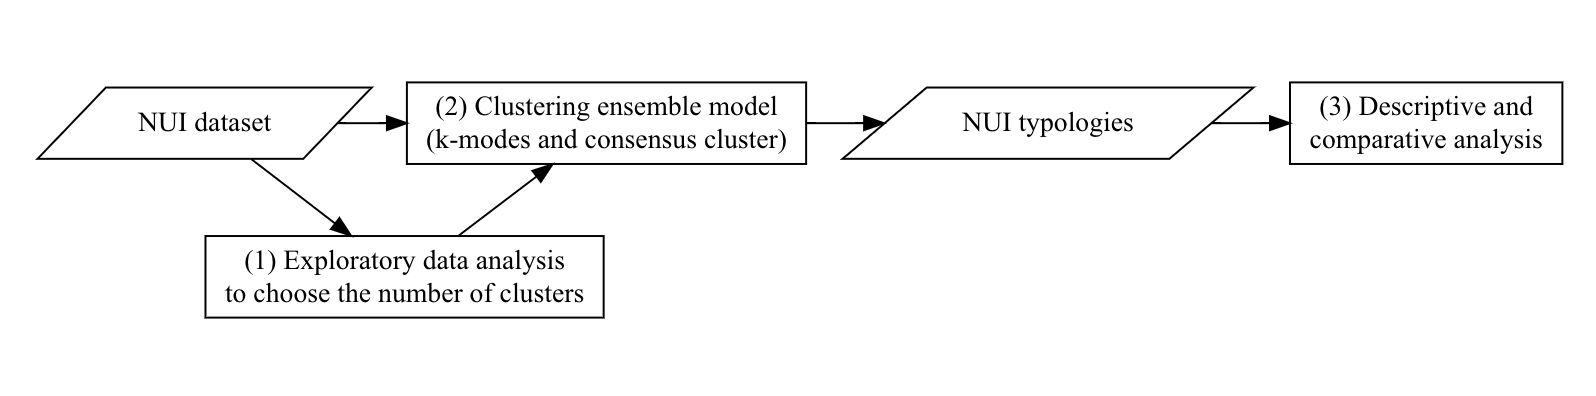 NUI dataset
(2) Clustering ensemble model
(k-modes and consensus cluster)
NUI typologies
(3) Descriptive and
comparative analysis
(1) Exploratory data analysis
to choose the number of clusters